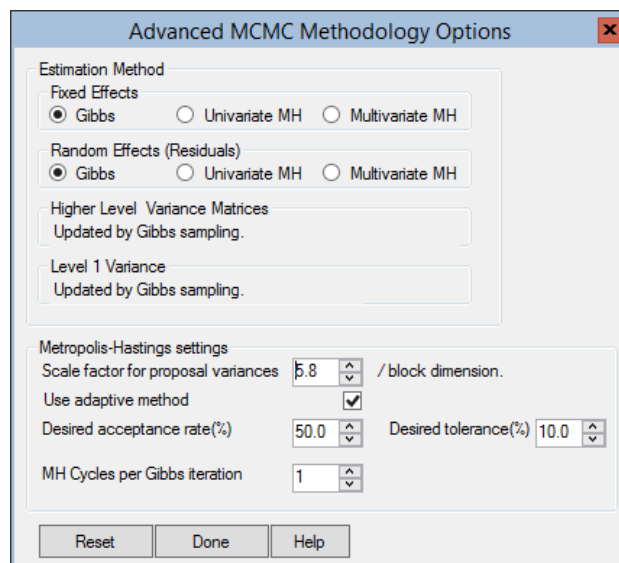 Advanced MCMC Methodology Options
Estimation Method
Fixed Effects
Gibbs Univariate MH Multivariate MH
Random Effects (Residuals)
Gibbs Univariate MH Multivariate MH
Higher Level Variance Matrices
Updated by Gibbs sampling.
Level 1 Variance
Updated by Gibbs sampling.
Metropolis-Hastings settings
Scale factor for proposal variances 5.8 / block dimension.
Use adaptive method
Desired acceptance rate(%) 50.0 Desired tolerance(%) 10.0
MH Cycles per Gibbs iteration 1
Reset Done Help